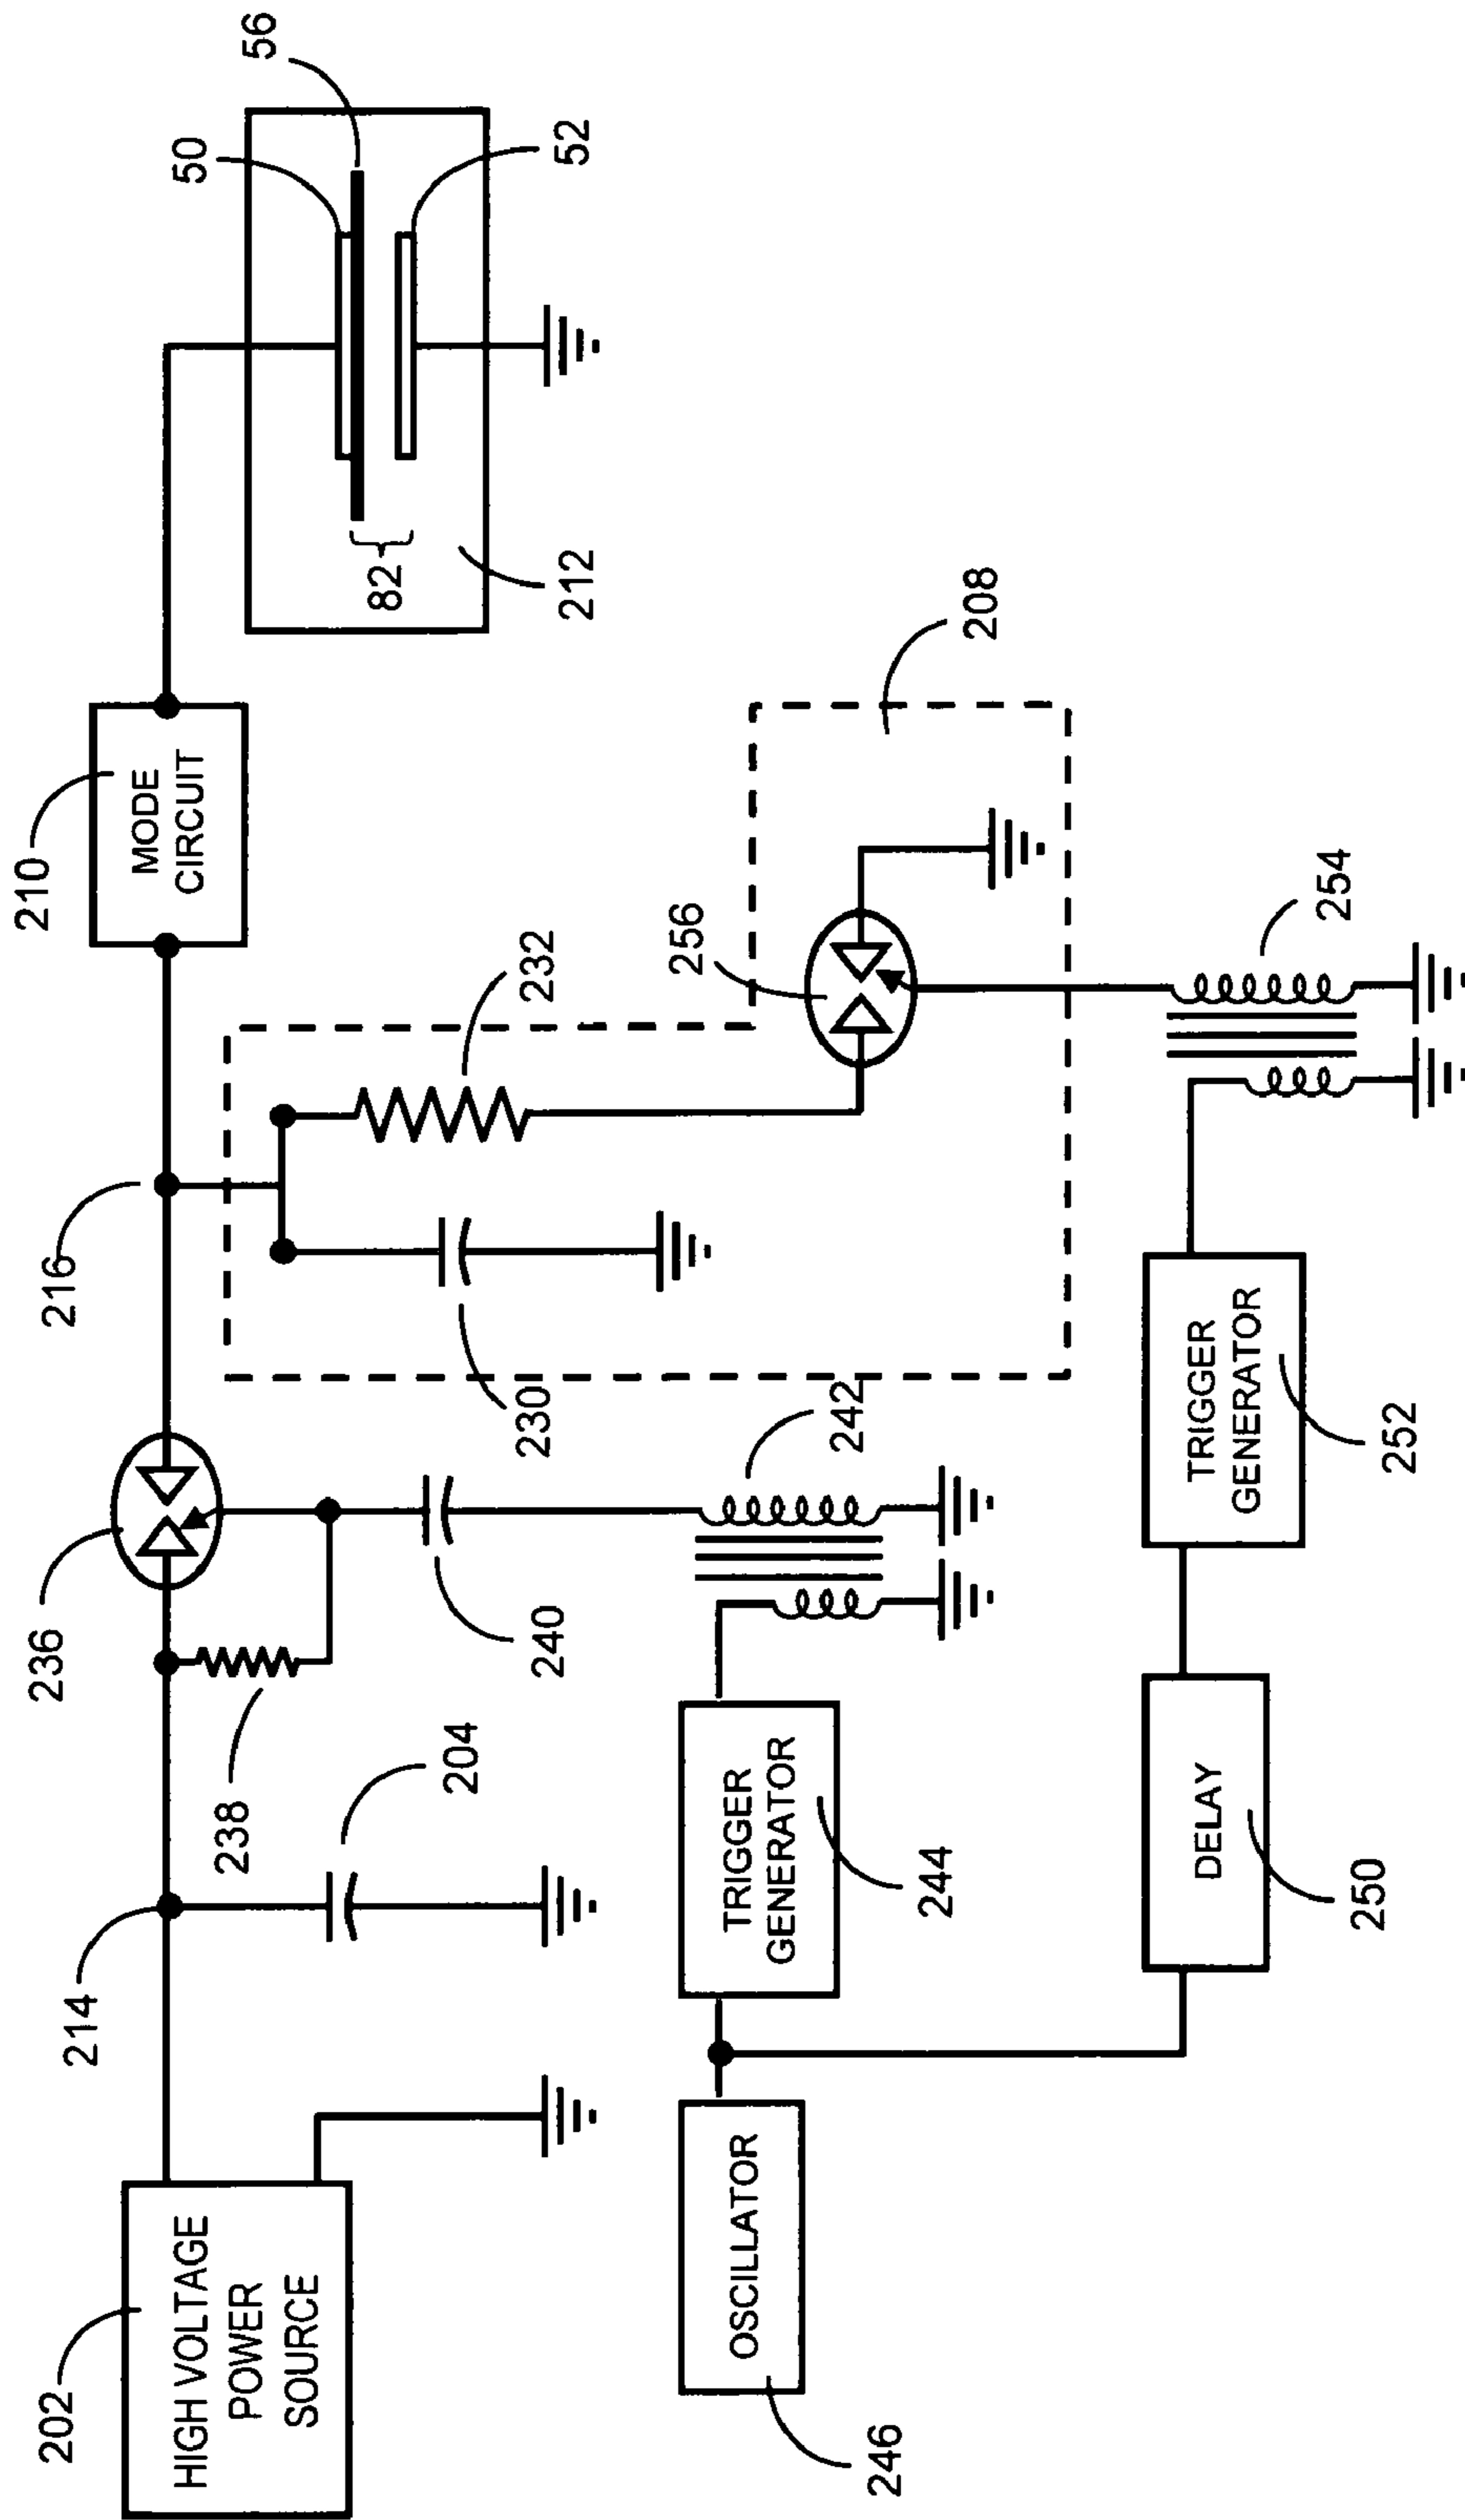 202
HIGH VOLTAGE
POWER
SOURCE
214
204
238
236
240
216
230
232
210
MODE
CIRCUIT
50
56
52
82
212
208
256
246
OSCILLATOR
TRIGGER
GENERATOR
244
242
DELAY
250
TRIGGER
GENERATOR
252
254